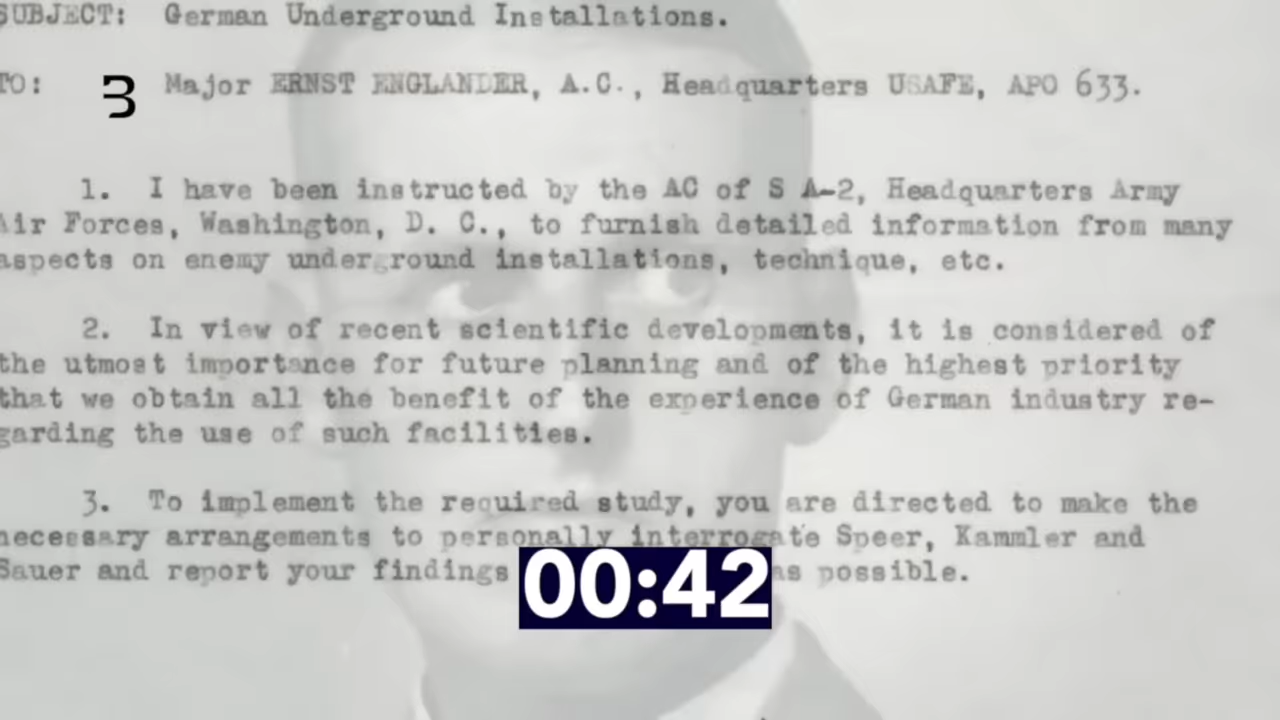 SUBJECT: German Underground Installations.
TO: Major ERNST ENGLANDER, A.C., Headquarters USAFE, APO 633.
1. I have been instructed by the AC of S A-2, Headquarters Army
Air Forces, Washington, D. C., to furnish detailed information from many
aspects on enemy underground installations, technique, etc.
2. In view of recent scientific developments, it is considered of
the utmost importance for future planning and of the highest priority
that we obtain all the benefit of the experience of German industry re-
garding the use of such facilities.
3. To implement the required study, you are directed to make the
necessary arrangements to personally interrogate Speer, Kammler and
Sauer and report your findings as possible.
00:42